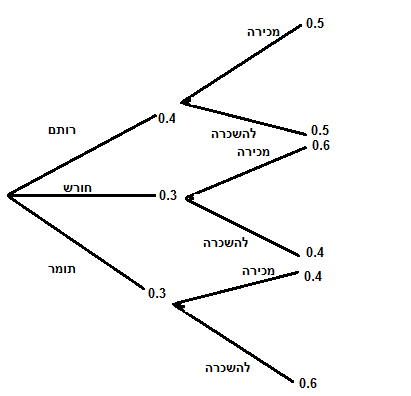 מכירה 0.5
רותם 0.4
להשכרה 0.5
מכירה 0.6
חורש 0.3
להשכרה 0.4
מכירה 0.4
תומר 0.3
להשכרה 0.6